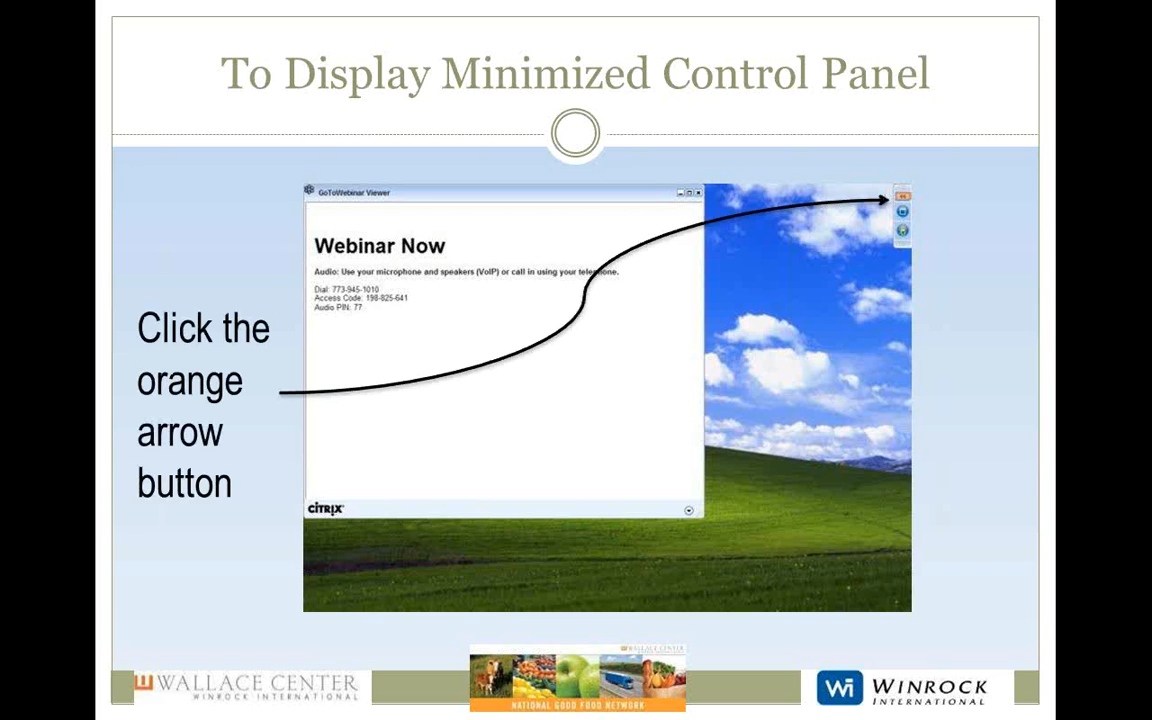 To Display Minimized Control Panel
GoToWebinar Viewer
Webinar Now
Audio: Use your microphone and speakers (VoIP) or call in using your telephone.
Dial: 773-945-1010
Access Code: 198-825-641
Audio PIN: 77
Click the
orange
arrow
button
CITRIX
WALLACE CENTER
WINROCK INTERNATIONAL
WALLACE CENTER
NATIONAL GOOD FOOD NETWORK
Wi
WINROCK
INTERNATIONAL